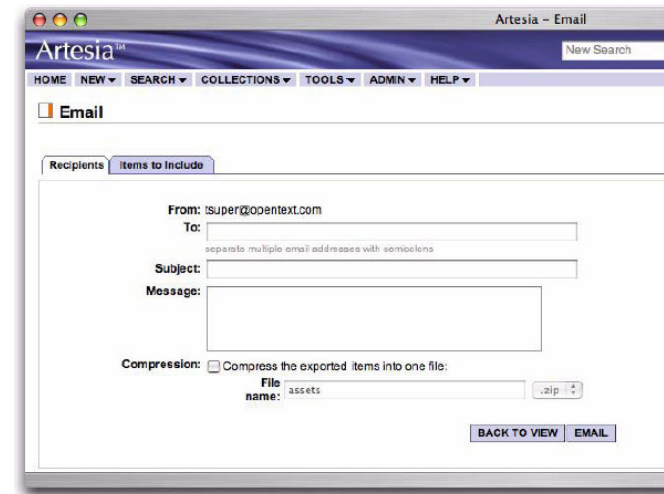 Artesia – Email
Artesia™
New Search
HOME NEW SEARCH COLLECTIONS TOOLS ADMIN HELP
Email
Recipients Items to Include
From: tsuper@opentext.com
To:
separate multiple email addresses with semicolons
Subject:
Message:
Compression: Compress the exported items into one file:
File name: assets .zip
BACK TO VIEW EMAIL